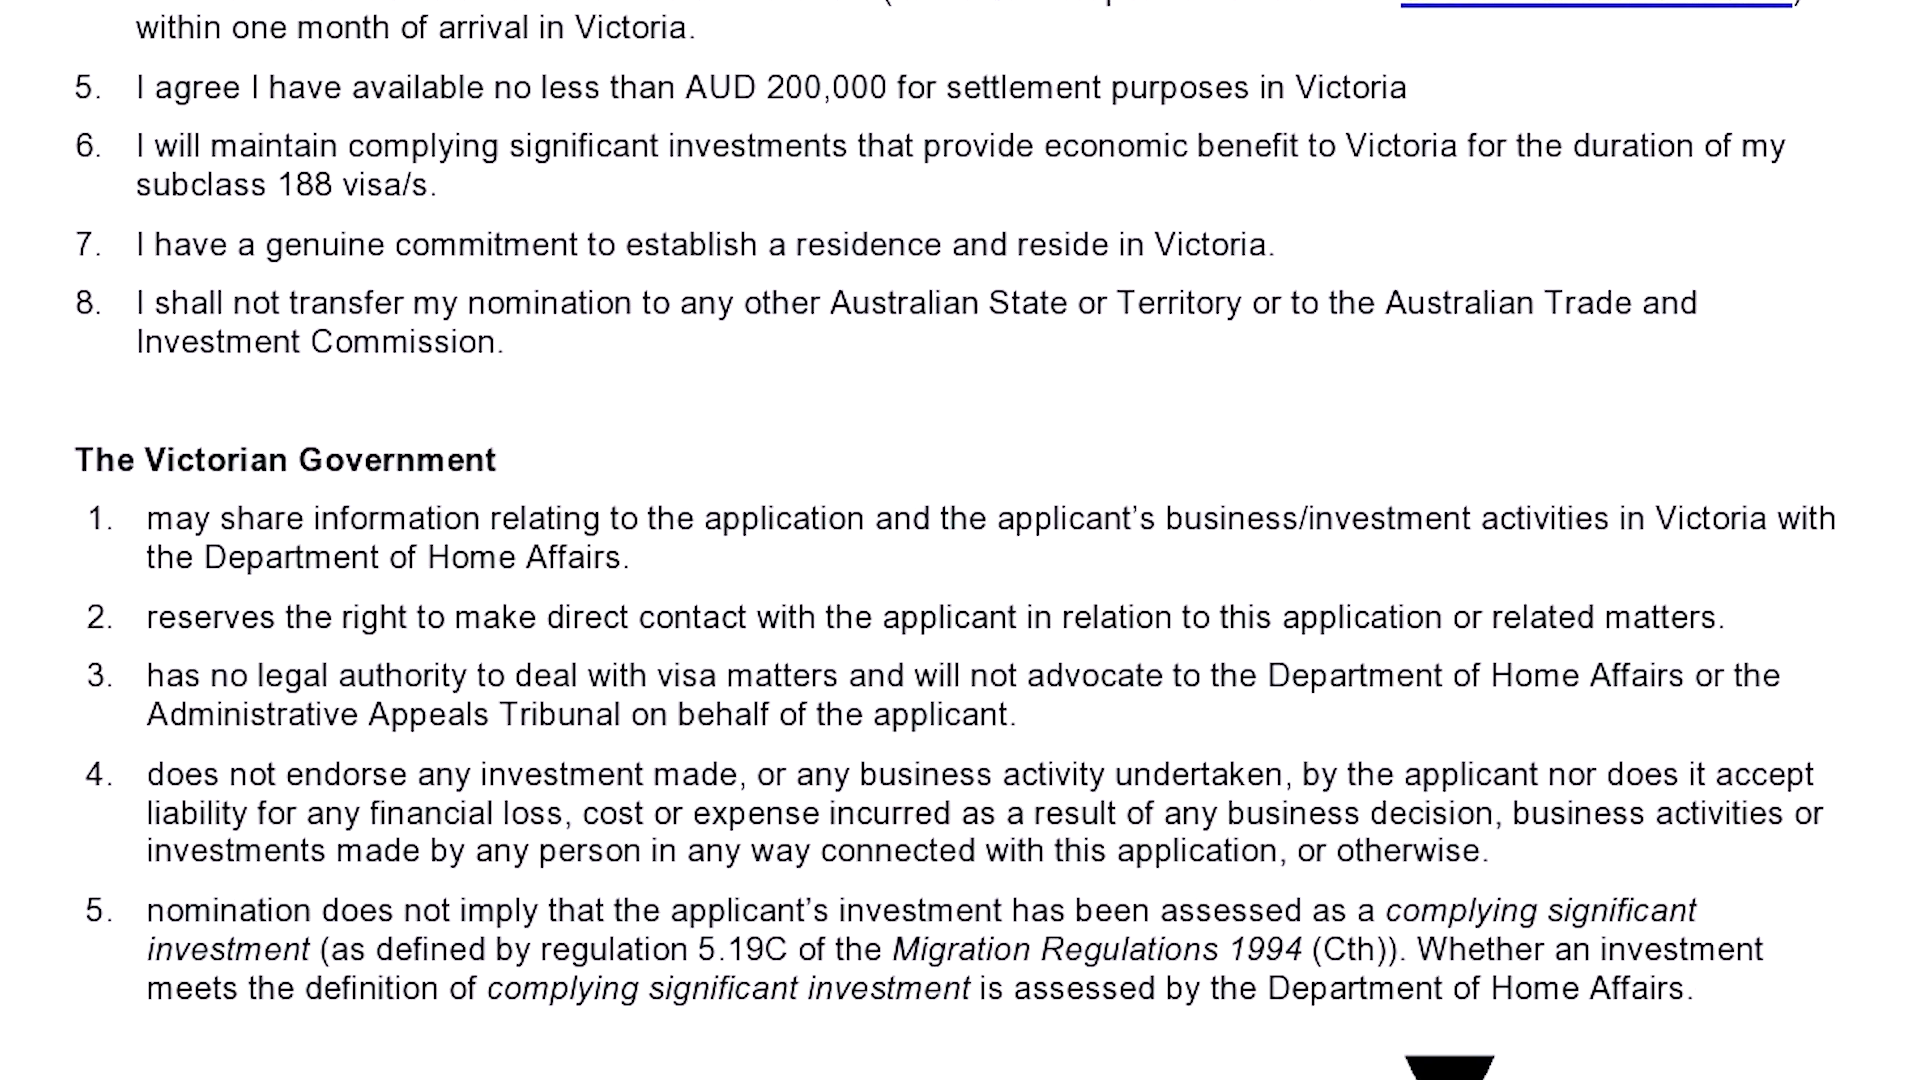 within one month of arrival in Victoria.
5. I agree I have available no less than AUD 200,000 for settlement purposes in Victoria
6. I will maintain complying significant investments that provide economic benefit to Victoria for the duration of my
subclass 188 visa/s.
7. I have a genuine commitment to establish a residence and reside in Victoria.
8. I shall not transfer my nomination to any other Australian State or Territory or to the Australian Trade and
Investment Commission.
The Victorian Government
1. may share information relating to the application and the applicant’s business/investment activities in Victoria with
the Department of Home Affairs.
2. reserves the right to make direct contact with the applicant in relation to this application or related matters.
3. has no legal authority to deal with visa matters and will not advocate to the Department of Home Affairs or the
Administrative Appeals Tribunal on behalf of the applicant.
4. does not endorse any investment made, or any business activity undertaken, by the applicant nor does it accept
liability for any financial loss, cost or expense incurred as a result of any business decision, business activities or
investments made by any person in any way connected with this application, or otherwise.
5. nomination does not imply that the applicant’s investment has been assessed as a complying significant
investment (as defined by regulation 5.19C of the Migration Regulations 1994 (Cth)). Whether an investment
meets the definition of complying significant investment is assessed by the Department of Home Affairs.